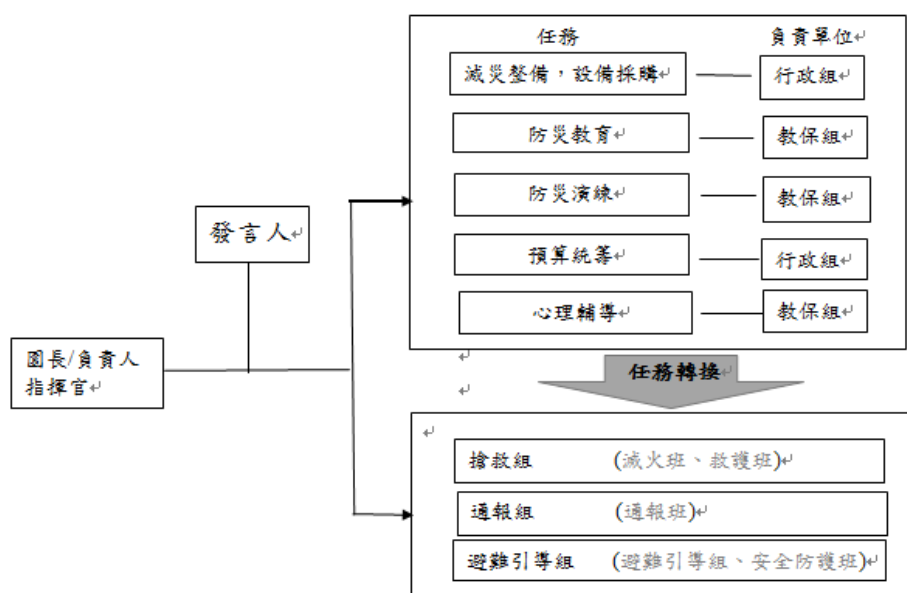 任務 負責單位
減災整備，設備採購 行政組
防災教育 教保組
防災演練 教保組
發言人
預算統籌 行政組
心理輔導 教保組
園長/負責人
指揮官
任務轉換
搶救組 (滅火班、救護班)
通報組 (通報班)
避難引導組 (避難引導組、安全防護班)